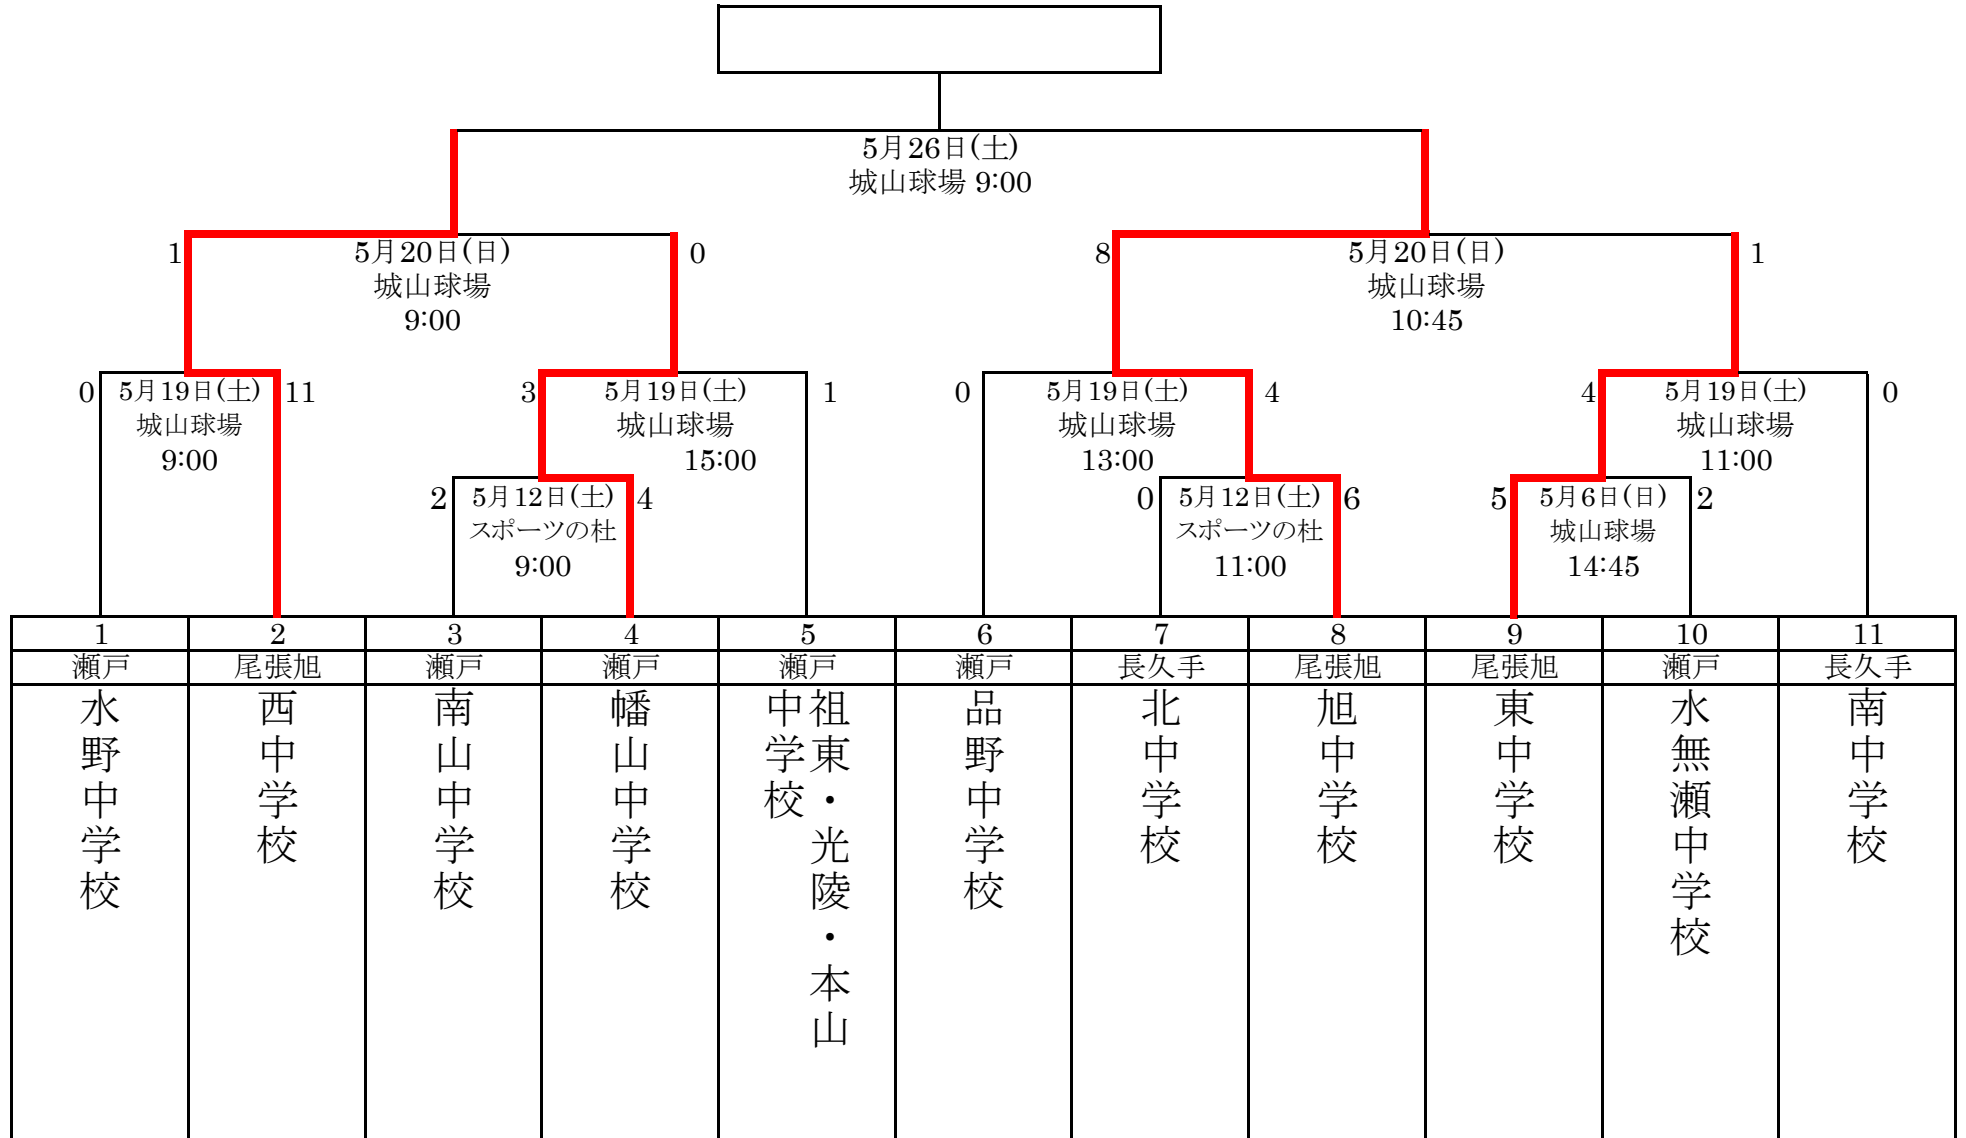 5月26日(土)
城山球場 9:00
1
5月20日(日)
城山球場
9:00
0
8
5月20日(日)
城山球場
10:45
1
0
5月19日(土)
城山球場
9:00
11
3
5月19日(土)
城山球場
15:00
1
0
5月19日(土)
城山球場
13:00
4
4
5月19日(土)
城山球場
11:00
0
2
5月12日(土)
スポーツの杜
9:00
4
0
5月12日(土)
スポーツの杜
11:00
6
5
5月6日(日)
城山球場
14:45
2
1 2 3 4 5 6 7 8 9 10 11
瀬戸 尾張旭 瀬戸 瀬戸 瀬戸 瀬戸 長久手 尾張旭 尾張旭 瀬戸 長久手
水野中学校
西中学校
南山中学校
幡山中学校
祖東・光陵・本山
中学校
品野中学校
北中学校
旭中学校
東中学校
水無瀬中学校
南中学校